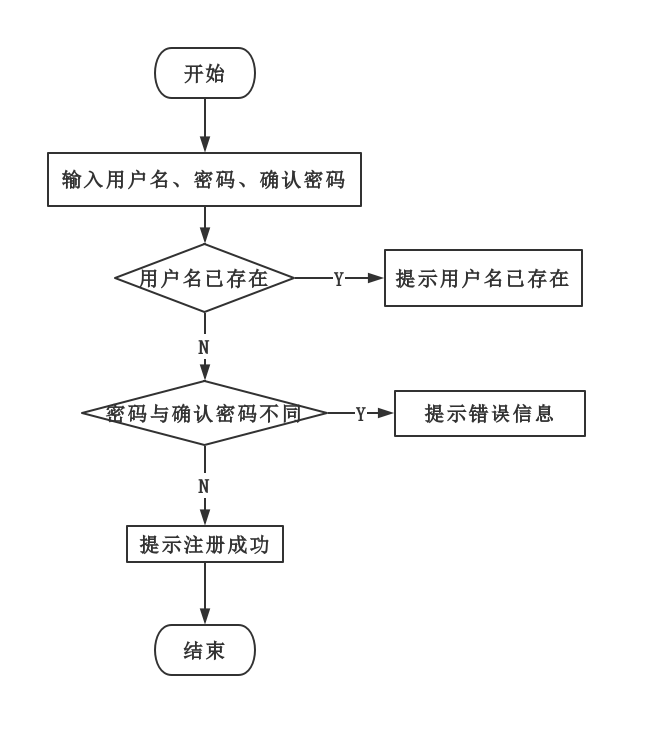 开始
输入用户名、密码、确认密码
用户名已存在
Y
提示用户名已存在
N
密码与确认密码不同
Y
提示错误信息
N
提示注册成功
结束